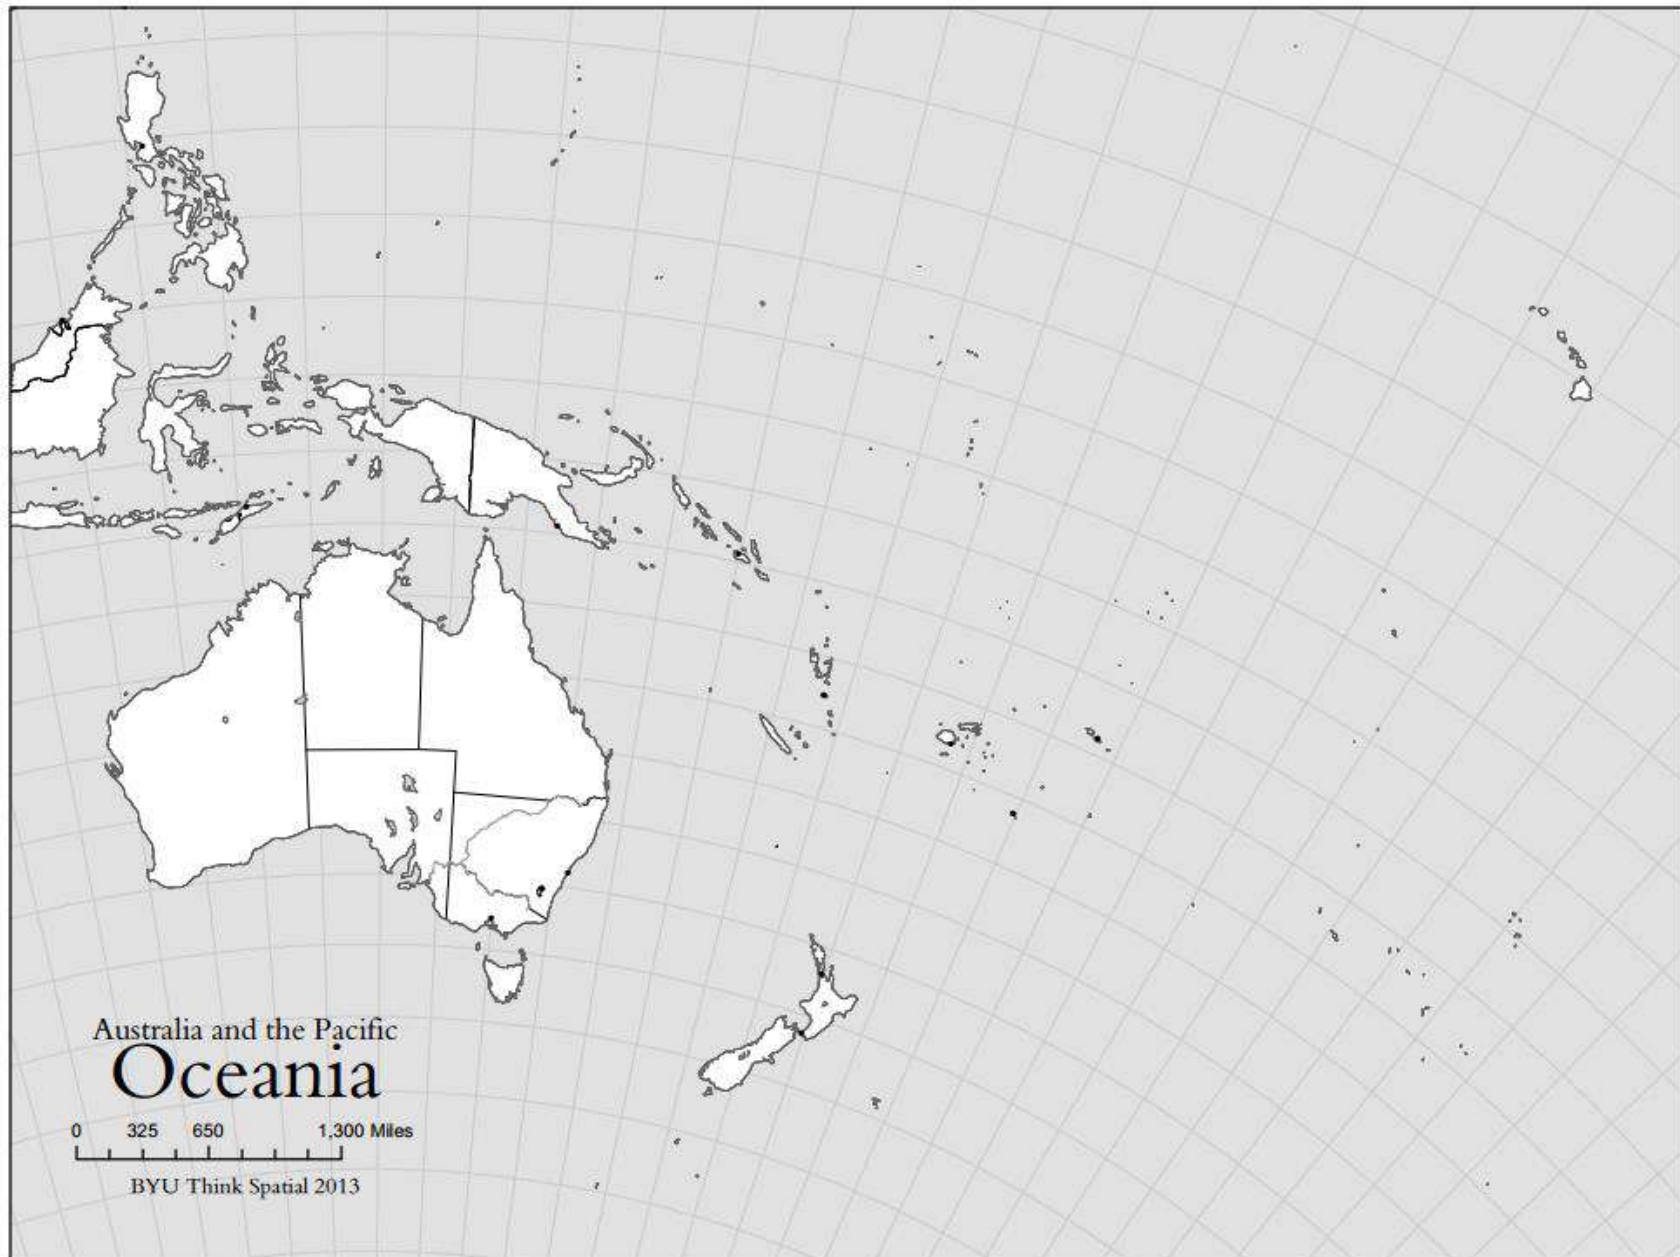 Australia and the Pacific
Oceania
0 325 650 1,300 Miles
BYU Think Spatial 2013